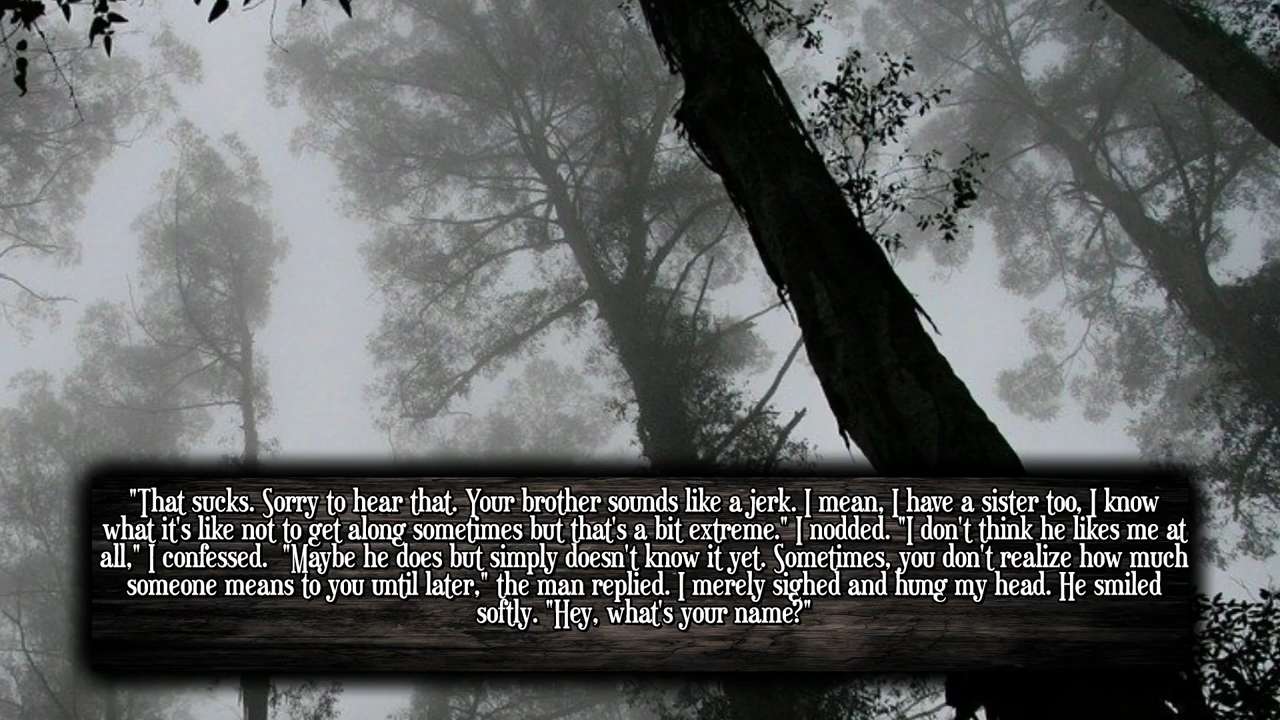 "That sucks. Sorry to hear that. Your brother sounds like a jerk. I mean, I have a sister too, I know
what it's like not to get along sometimes but that's a bit extreme." I nodded. "I don't think he likes me at
all," I confessed.  "Maybe he does but simply doesn't know it yet. Sometimes, you don't realize how much
someone means to you until later," the man replied. I merely sighed and hung my head. He smiled
softly. "Hey, what's your name?"